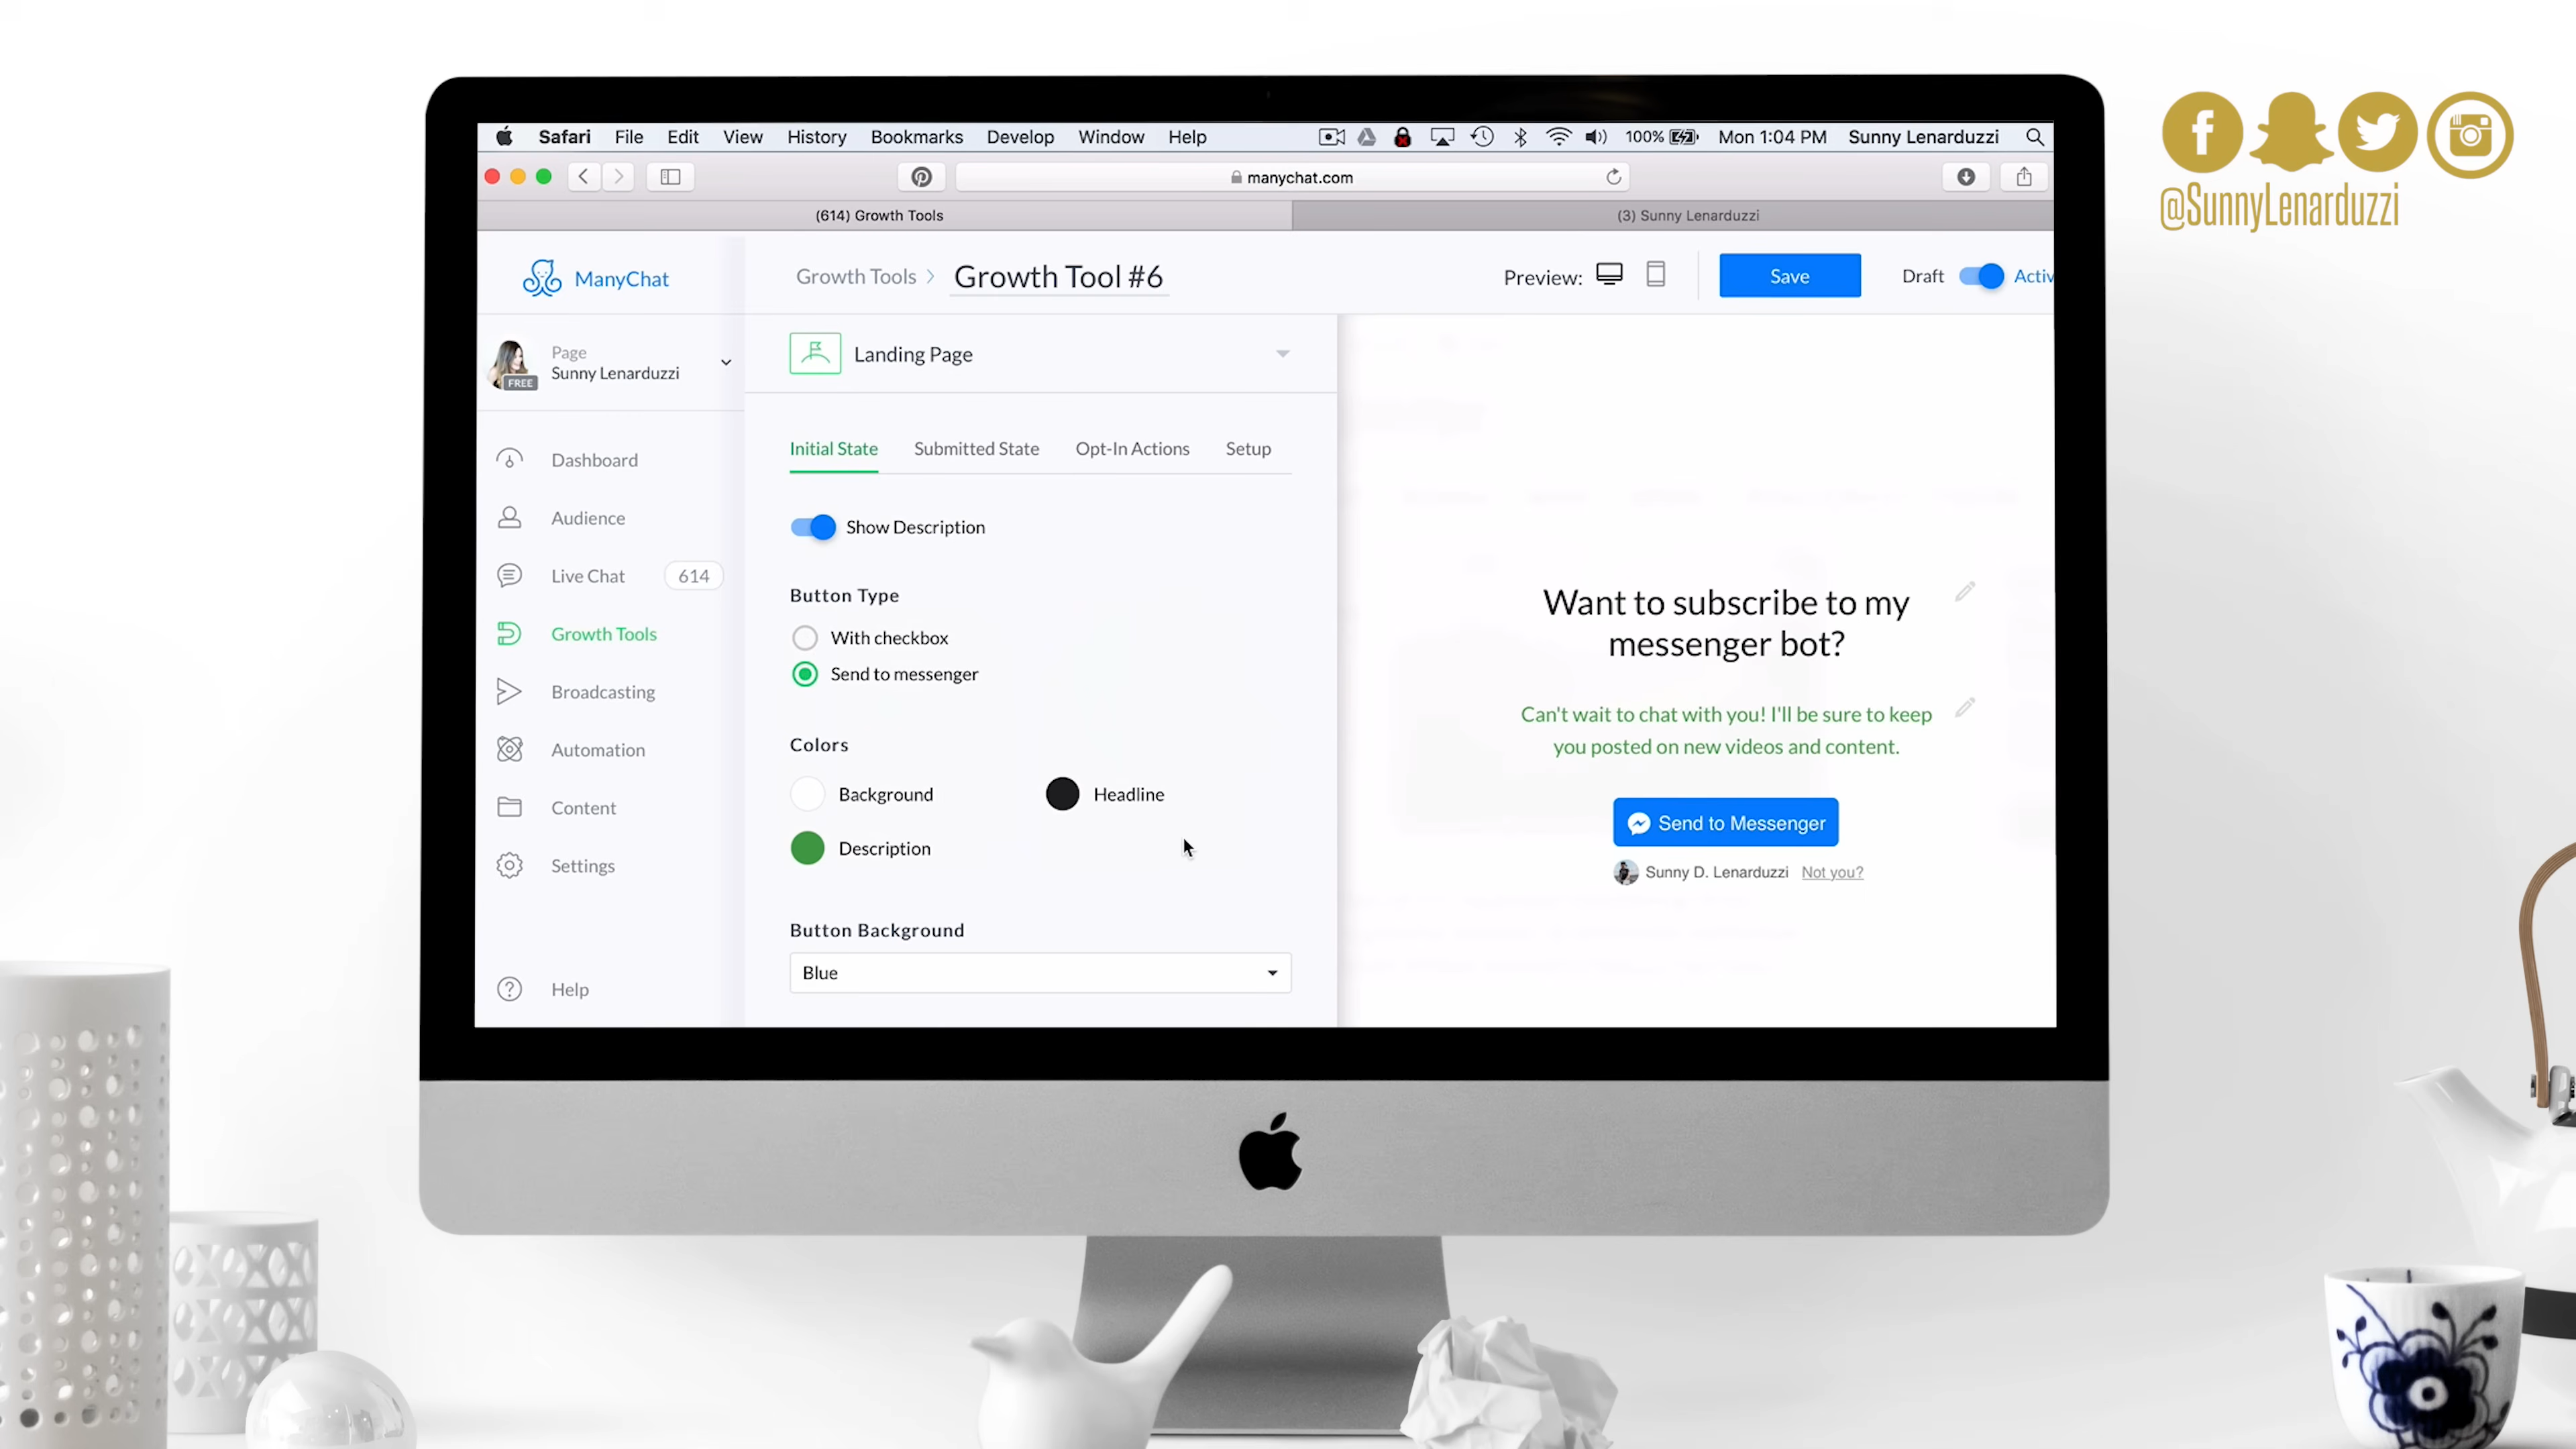 Safari File Edit View History Bookmarks Develop Window Help 100% Mon 1:04 PM Sunny Lenarduzzi
manychat.com
(614) Growth Tools
(3) Sunny Lenarduzzi
@SunnyLenarduzzi
ManyChat
Growth Tools > Growth Tool #6
Preview:
Save
Draft
Activ
Page
Sunny Lenarduzzi
FREE
Dashboard
Audience
Live Chat 614
Growth Tools
Broadcasting
Automation
Content
Settings
Help
Landing Page
Initial State Submitted State Opt-In Actions Setup
Show Description
Button Type
With checkbox
Send to messenger
Colors
Background Headline
Description
Button Background
Blue
Want to subscribe to my
messenger bot?
Can't wait to chat with you! I'll be sure to keep
you posted on new videos and content.
Send to Messenger
Sunny D. Lenarduzzi Not you?